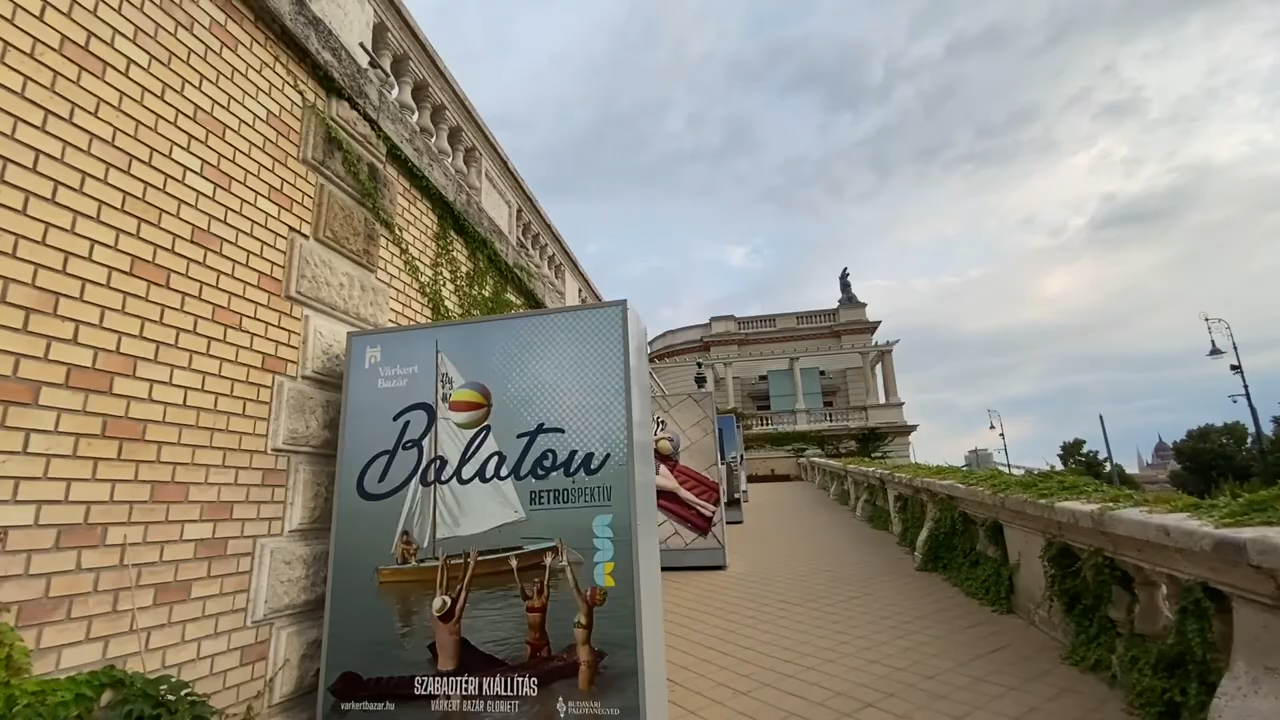 Várkert
Bazár
Balaton
RETROSPEKTÍV
SZABADTÉRI KIÁLLÍTÁS
VÁRKERT BAZÁR GLORIETT
varkertbazar.hu
BUDAVÁRI
PALOTANEGYED